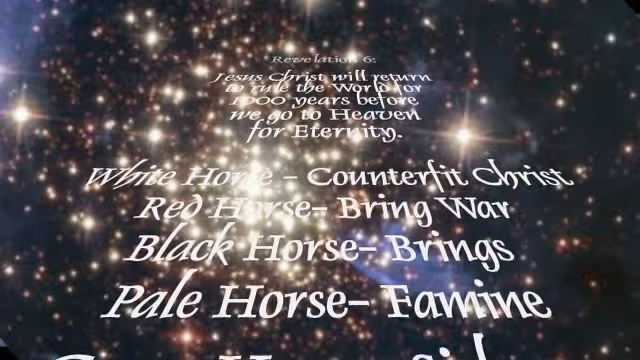 Revelation 6:
Jesus Christ will return
to rule the World for
1000 years before
we go to Heaven
for Eternity.
White Horse - Counterfit Christ
Red Horse- Bring War
Black Horse- Brings
Pale Horse- Famine